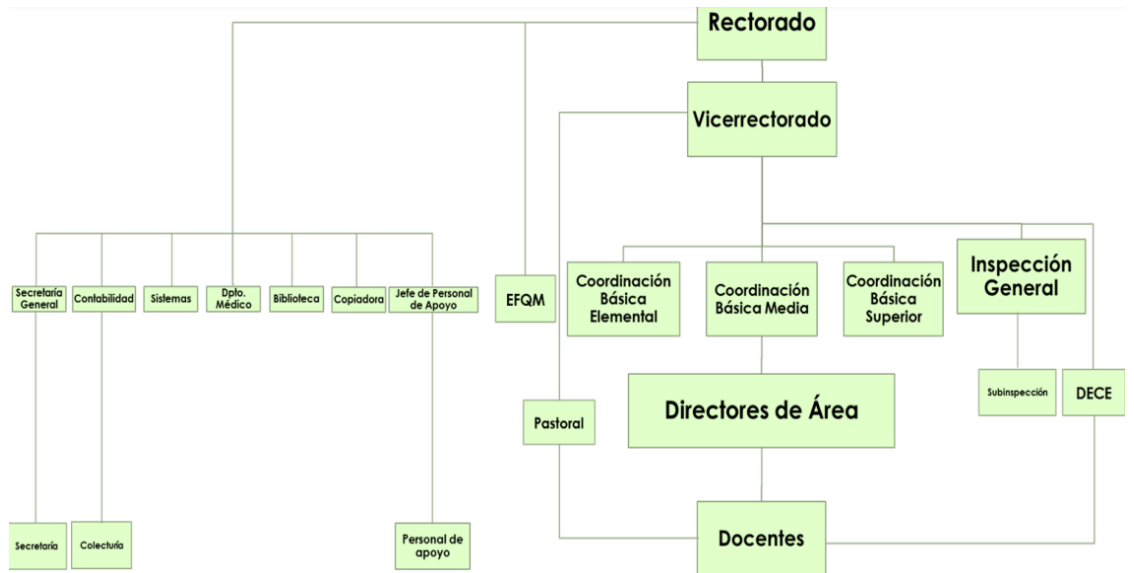 Rectorado
Vicerrectorado
Secretaría
General
Contabilidad
Sistemas
Dpto.
Médico
Biblioteca
Copiadora
Jefe de Personal
de Apoyo
EFQM
Coordinación
Básica
Elemental
Coordinación
Básica Media
Coordinación
Básica
Superior
Inspección
General
Subinspección
DECE
Pastoral
Directores de Área
Secretaría
Colecturía
Personal de
apoyo
Docentes